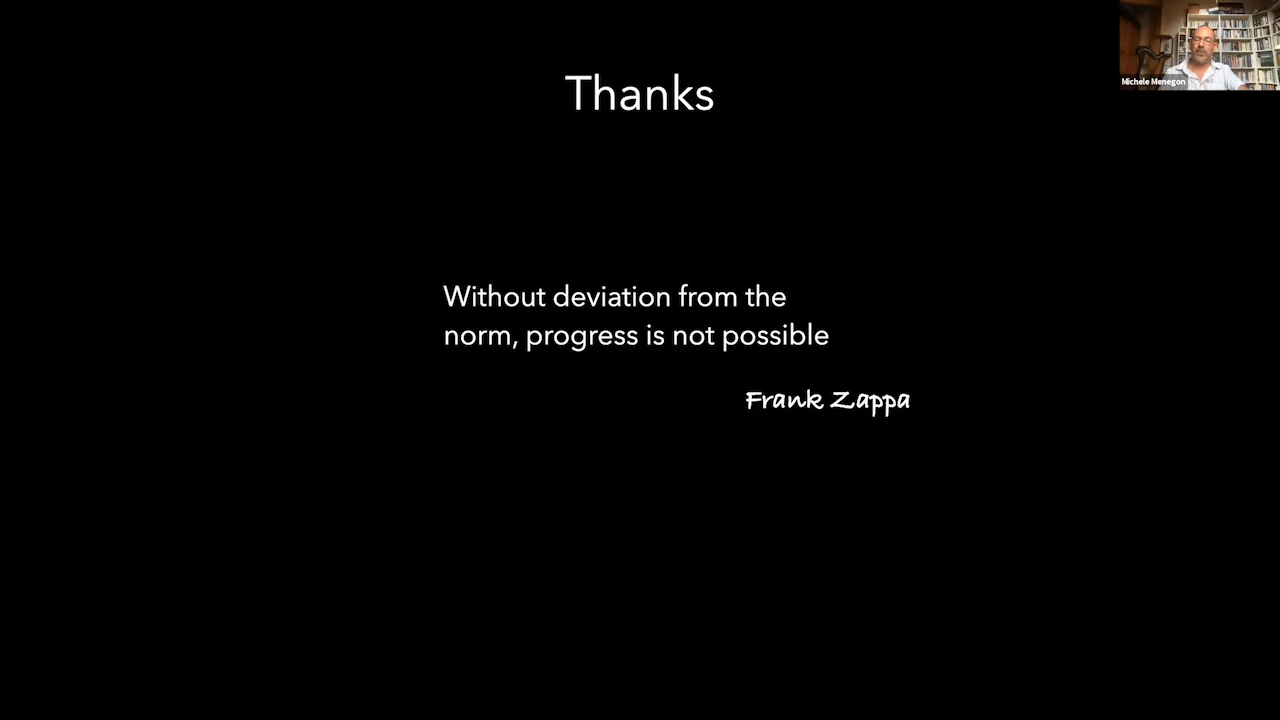 Thanks
Michele Menegon
Without deviation from the
norm, progress is not possible
Frank Zappa